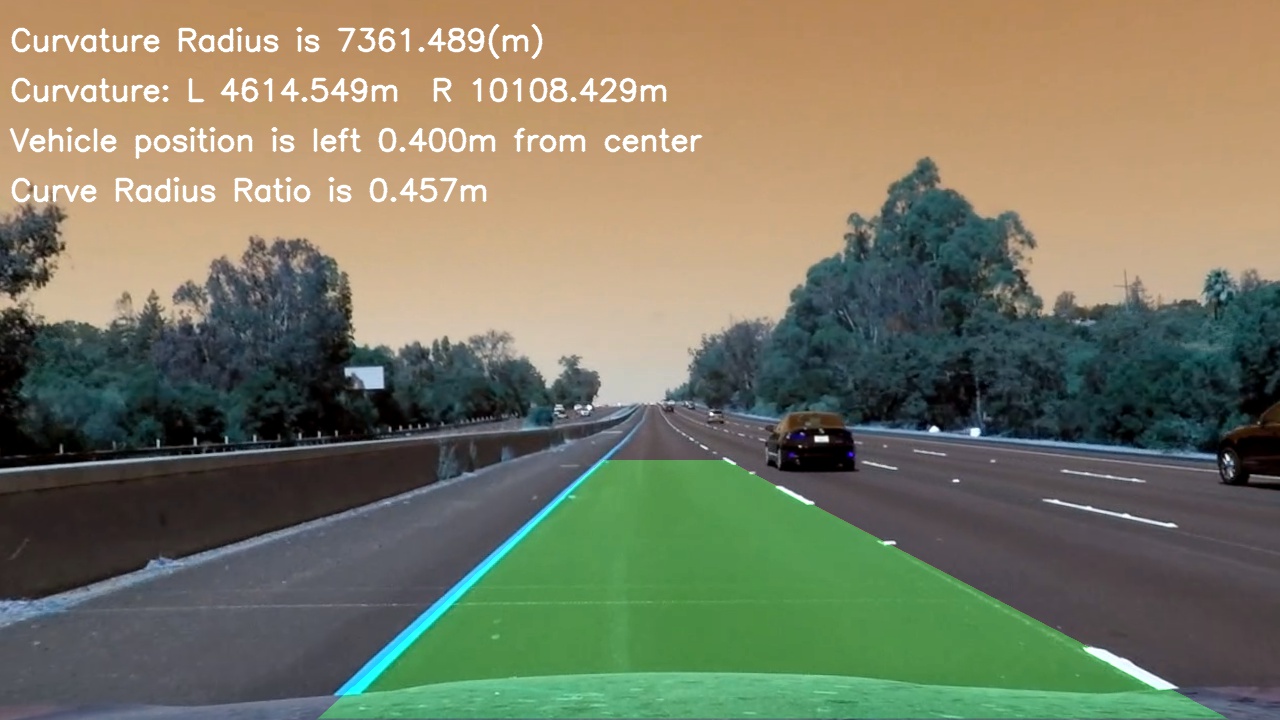 Curvature Radius is 7361.489(m)
Curvature: L 4614.549m R 10108.429m
Vehicle position is left 0.400m from center
Curve Radius Ratio is 0.457m